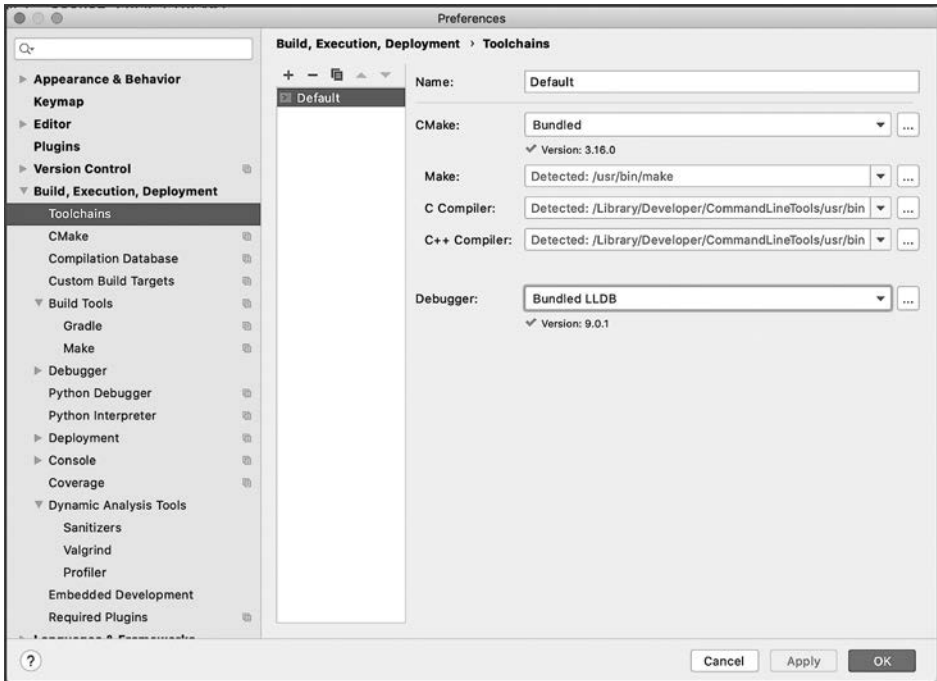 Preferences
Build, Execution, Deployment › Toolchains
Appearance & Behavior
Keymap
Editor
Plugins
Version Control
Build, Execution, Deployment
Toolchains
CMake
Compilation Database
Custom Build Targets
Build Tools
Gradle
Make
Debugger
Python Debugger
Python Interpreter
Deployment
Console
Coverage
Dynamic Analysis Tools
Sanitizers
Valgrind
Profiler
Embedded Development
Required Plugins
Languages & Frameworks
Default
Name: Default
CMake: Bundled
Version: 3.16.0
Make: Detected: /usr/bin/make
C Compiler: Detected: /Library/Developer/CommandLineTools/usr/bin
C++ Compiler: Detected: /Library/Developer/CommandLineTools/usr/bin
Debugger: Bundled LLDB
Version: 9.0.1
? Cancel Apply OK